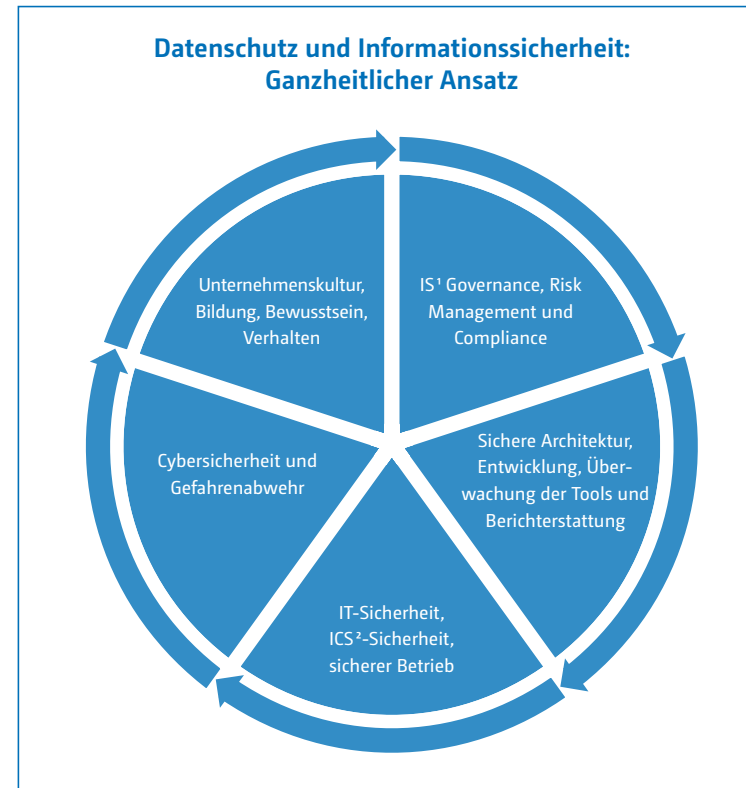 Datenschutz und Informationssicherheit:
Ganzheitlicher Ansatz
Unternehmenskultur,
Bildung, Bewusstsein,
Verhalten
IS¹ Governance, Risk
Management und
Compliance
Sichere Architektur,
Entwicklung, Über-
wachung der Tools und
Berichterstattung
IT-Sicherheit,
ICS²-Sicherheit,
sicherer Betrieb
Cybersicherheit und
Gefahrenabwehr